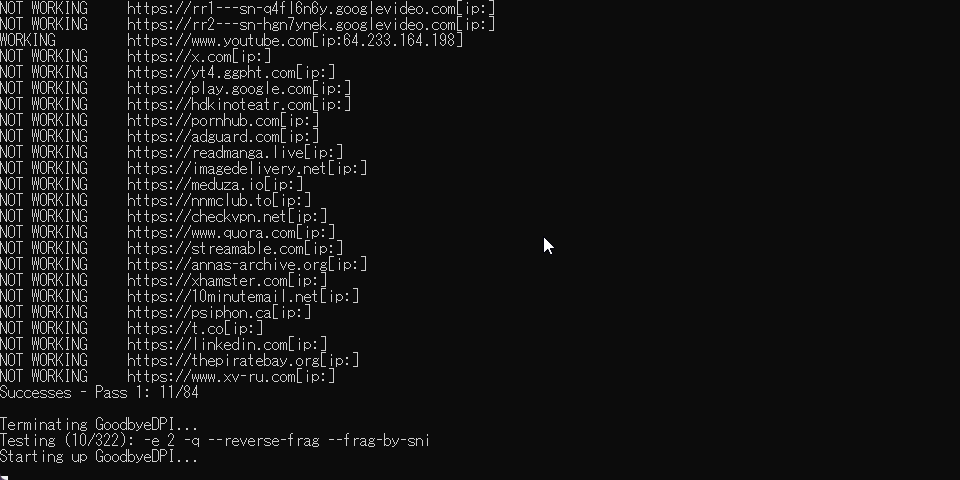 NOT WORKING https://rr1---sn-q4fl6n6y.googlevideo.com[ip:]
NOT WORKING https://rr2---sn-hgn7ynek.googlevideo.com[ip:]
WORKING https://www.youtube.com[ip:64.233.164.198]
NOT WORKING https://x.com[ip:]
NOT WORKING https://yt4.ggpht.com[ip:]
NOT WORKING https://play.google.com[ip:]
NOT WORKING https://hdkinoteatr.com[ip:]
NOT WORKING https://pornhub.com[ip:]
NOT WORKING https://adguard.com[ip:]
NOT WORKING https://readmanga.live[ip:]
NOT WORKING https://imagedelivery.net[ip:]
NOT WORKING https://meduza.io[ip:]
NOT WORKING https://nnmclub.to[ip:]
NOT WORKING https://checkvpn.net[ip:]
NOT WORKING https://www.quora.com[ip:]
NOT WORKING https://streamable.com[ip:]
NOT WORKING https://annas-archive.org[ip:]
NOT WORKING https://xhamster.com[ip:]
NOT WORKING https://10minutemail.net[ip:]
NOT WORKING https://psiphon.ca[ip:]
NOT WORKING https://t.co[ip:]
NOT WORKING https://linkedin.com[ip:]
NOT WORKING https://thepiratebay.org[ip:]
NOT WORKING https://www.xv-ru.com[ip:]
Successes - Pass 1: 11/84
Terminating GoodbyeDPI...
Testing (10/322): -e 2 -q --reverse-frag --frag-by-sni
Starting up GoodbyeDPI...